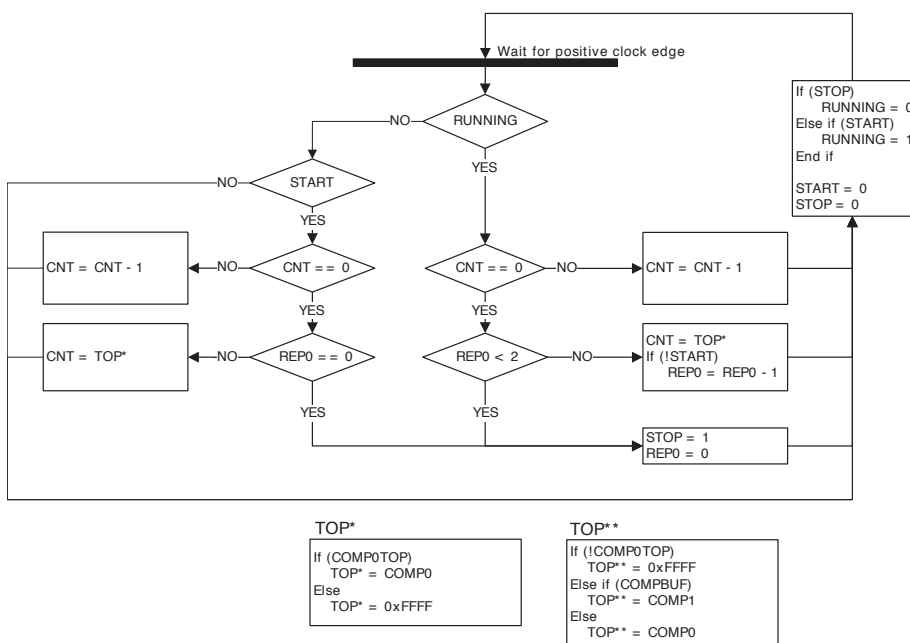 Wait for positive clock edge
RUNNING
NO
YES
If (STOP)
RUNNING = 0
Else if (START)
RUNNING = 1
End if
START = 0
STOP = 0
START
NO
YES
CNT = CNT - 1
NO
CNT == 0
YES
CNT == 0
NO
YES
CNT = CNT - 1
CNT = TOP*
NO
REP0 == 0
YES
REP0 < 2
NO
YES
CNT = TOP*
If (!START)
REP0 = REP0 - 1
STOP = 1
REP0 = 0
TOP*
If (COMP0TOP)
TOP* = COMP0
Else
TOP* = 0xFFFF
TOP**
If (!COMP0TOP)
TOP** = 0xFFFF
Else if (COMPBUF)
TOP** = COMP1
Else
TOP** = COMP0